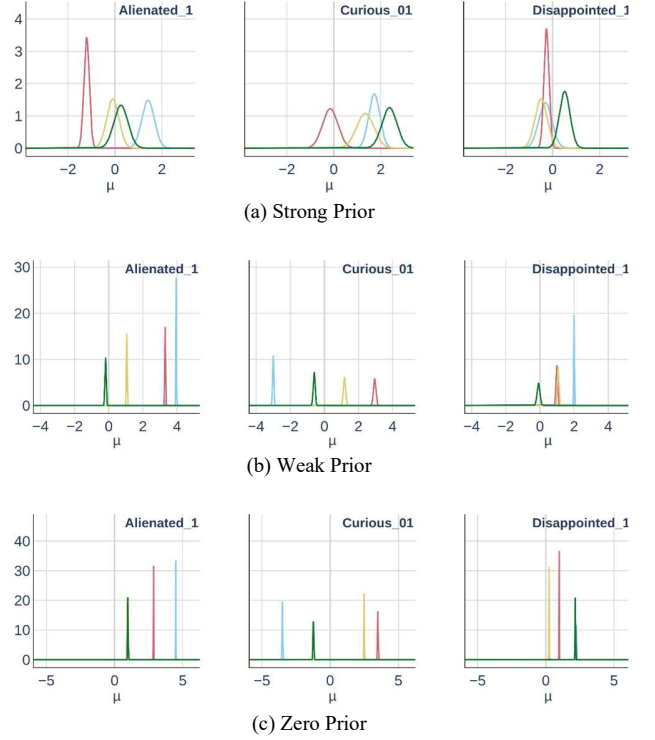 Alienated_1 Curious_01 Disappointed_1
4
3
2
1
0
−2 0 2 −2 0 2 −2 0 2
μ μ μ
(a) Strong Prior
Alienated_1 Curious_01 Disappointed_1
30
20
10
0
−4 −2 0 2 4 −4 −2 0 2 4 −4 −2 0 2 4
μ μ μ
(b) Weak Prior
Alienated_1 Curious_01 Disappointed_1
40
30
20
10
0
−5 0 5 −5 0 5 −5 0 5
μ μ μ
(c) Zero Prior